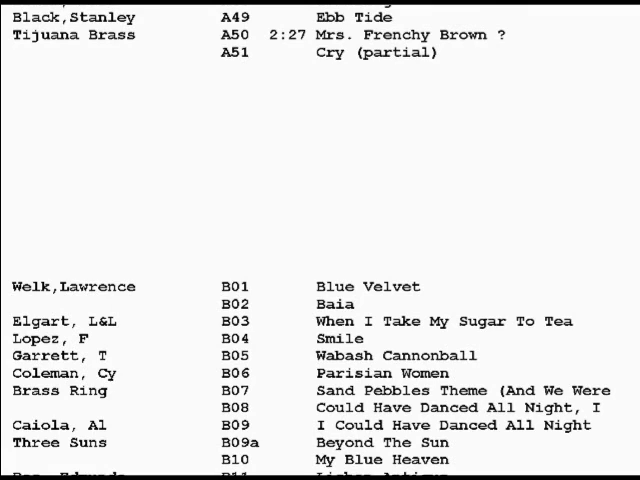 Black,Stanley A49 Ebb Tide
Tijuana Brass A50 2:27 Mrs. Frenchy Brown ?
A51 Cry (partial)
Welk,Lawrence B01 Blue Velvet
B02 Baia
Elgart, L&L B03 When I Take My Sugar To Tea
Lopez, F B04 Smile
Garrett, T B05 Wabash Cannonball
Coleman, Cy B06 Parisian Women
Brass Ring B07 Sand Pebbles Theme (And We Were
B08 Could Have Danced All Night, I
Caiola, Al B09 I Could Have Danced All Night
Three Suns B09a Beyond The Sun
B10 My Blue Heaven
B11